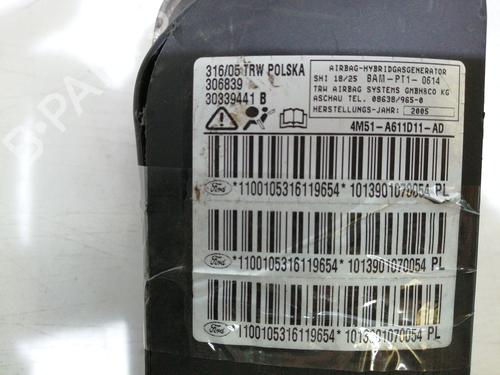 316/05 TRW POLSKA
306839
30339441 B
AIRBAG-HYBRIDGASGENERATOR
SHI 18/25 BAM-PT1-0614
TRW AIRBAG SYSTEMS GMBH&CO KG
ASCHAU TEL. 08638/965-0
HERSTELLUNGS-JAHR: 2005
4M51-A611D11-AD
Ford *1100105316119654* 1013901070054 PL
Ford *1100105316119654* 1013901070054 PL
Ford *1100105316119654* 1013901070054 PL